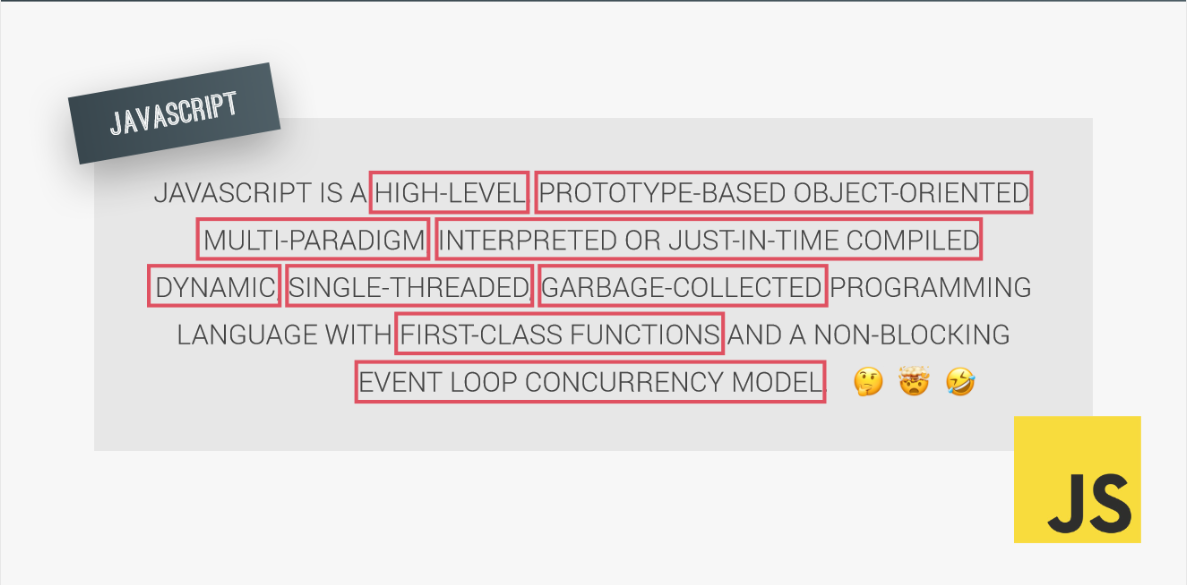 JAVASCRIPT
JAVASCRIPT IS A HIGH-LEVEL, PROTOTYPE-BASED OBJECT-ORIENTED,
MULTI-PARADIGM, INTERPRETED OR JUST-IN-TIME COMPILED,
DYNAMIC, SINGLE-THREADED, GARBAGE-COLLECTED PROGRAMMING
LANGUAGE WITH FIRST-CLASS FUNCTIONS AND A NON-BLOCKING
EVENT LOOP CONCURRENCY MODEL. 🤔 🤯 🤣
JS